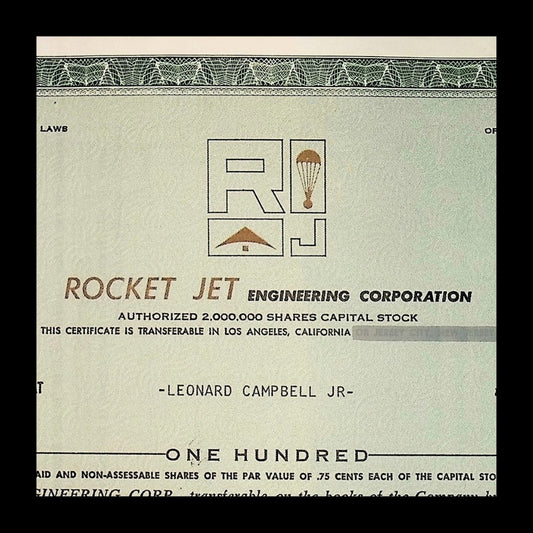 LAWS OF
R J
ROCKET JET ENGINEERING CORPORATION
AUTHORIZED 2,000,000 SHARES CAPITAL STOCK
THIS CERTIFICATE IS TRANSFERABLE IN LOS ANGELES, CALIFORNIA
-LEONARD CAMPBELL JR-
ONE HUNDRED
AID AND NON-ASSESSABLE SHARES OF THE PAR VALUE OF .75 CENTS EACH OF THE CAPITAL STO
GINEERING CORP. transferable on the books of the Company